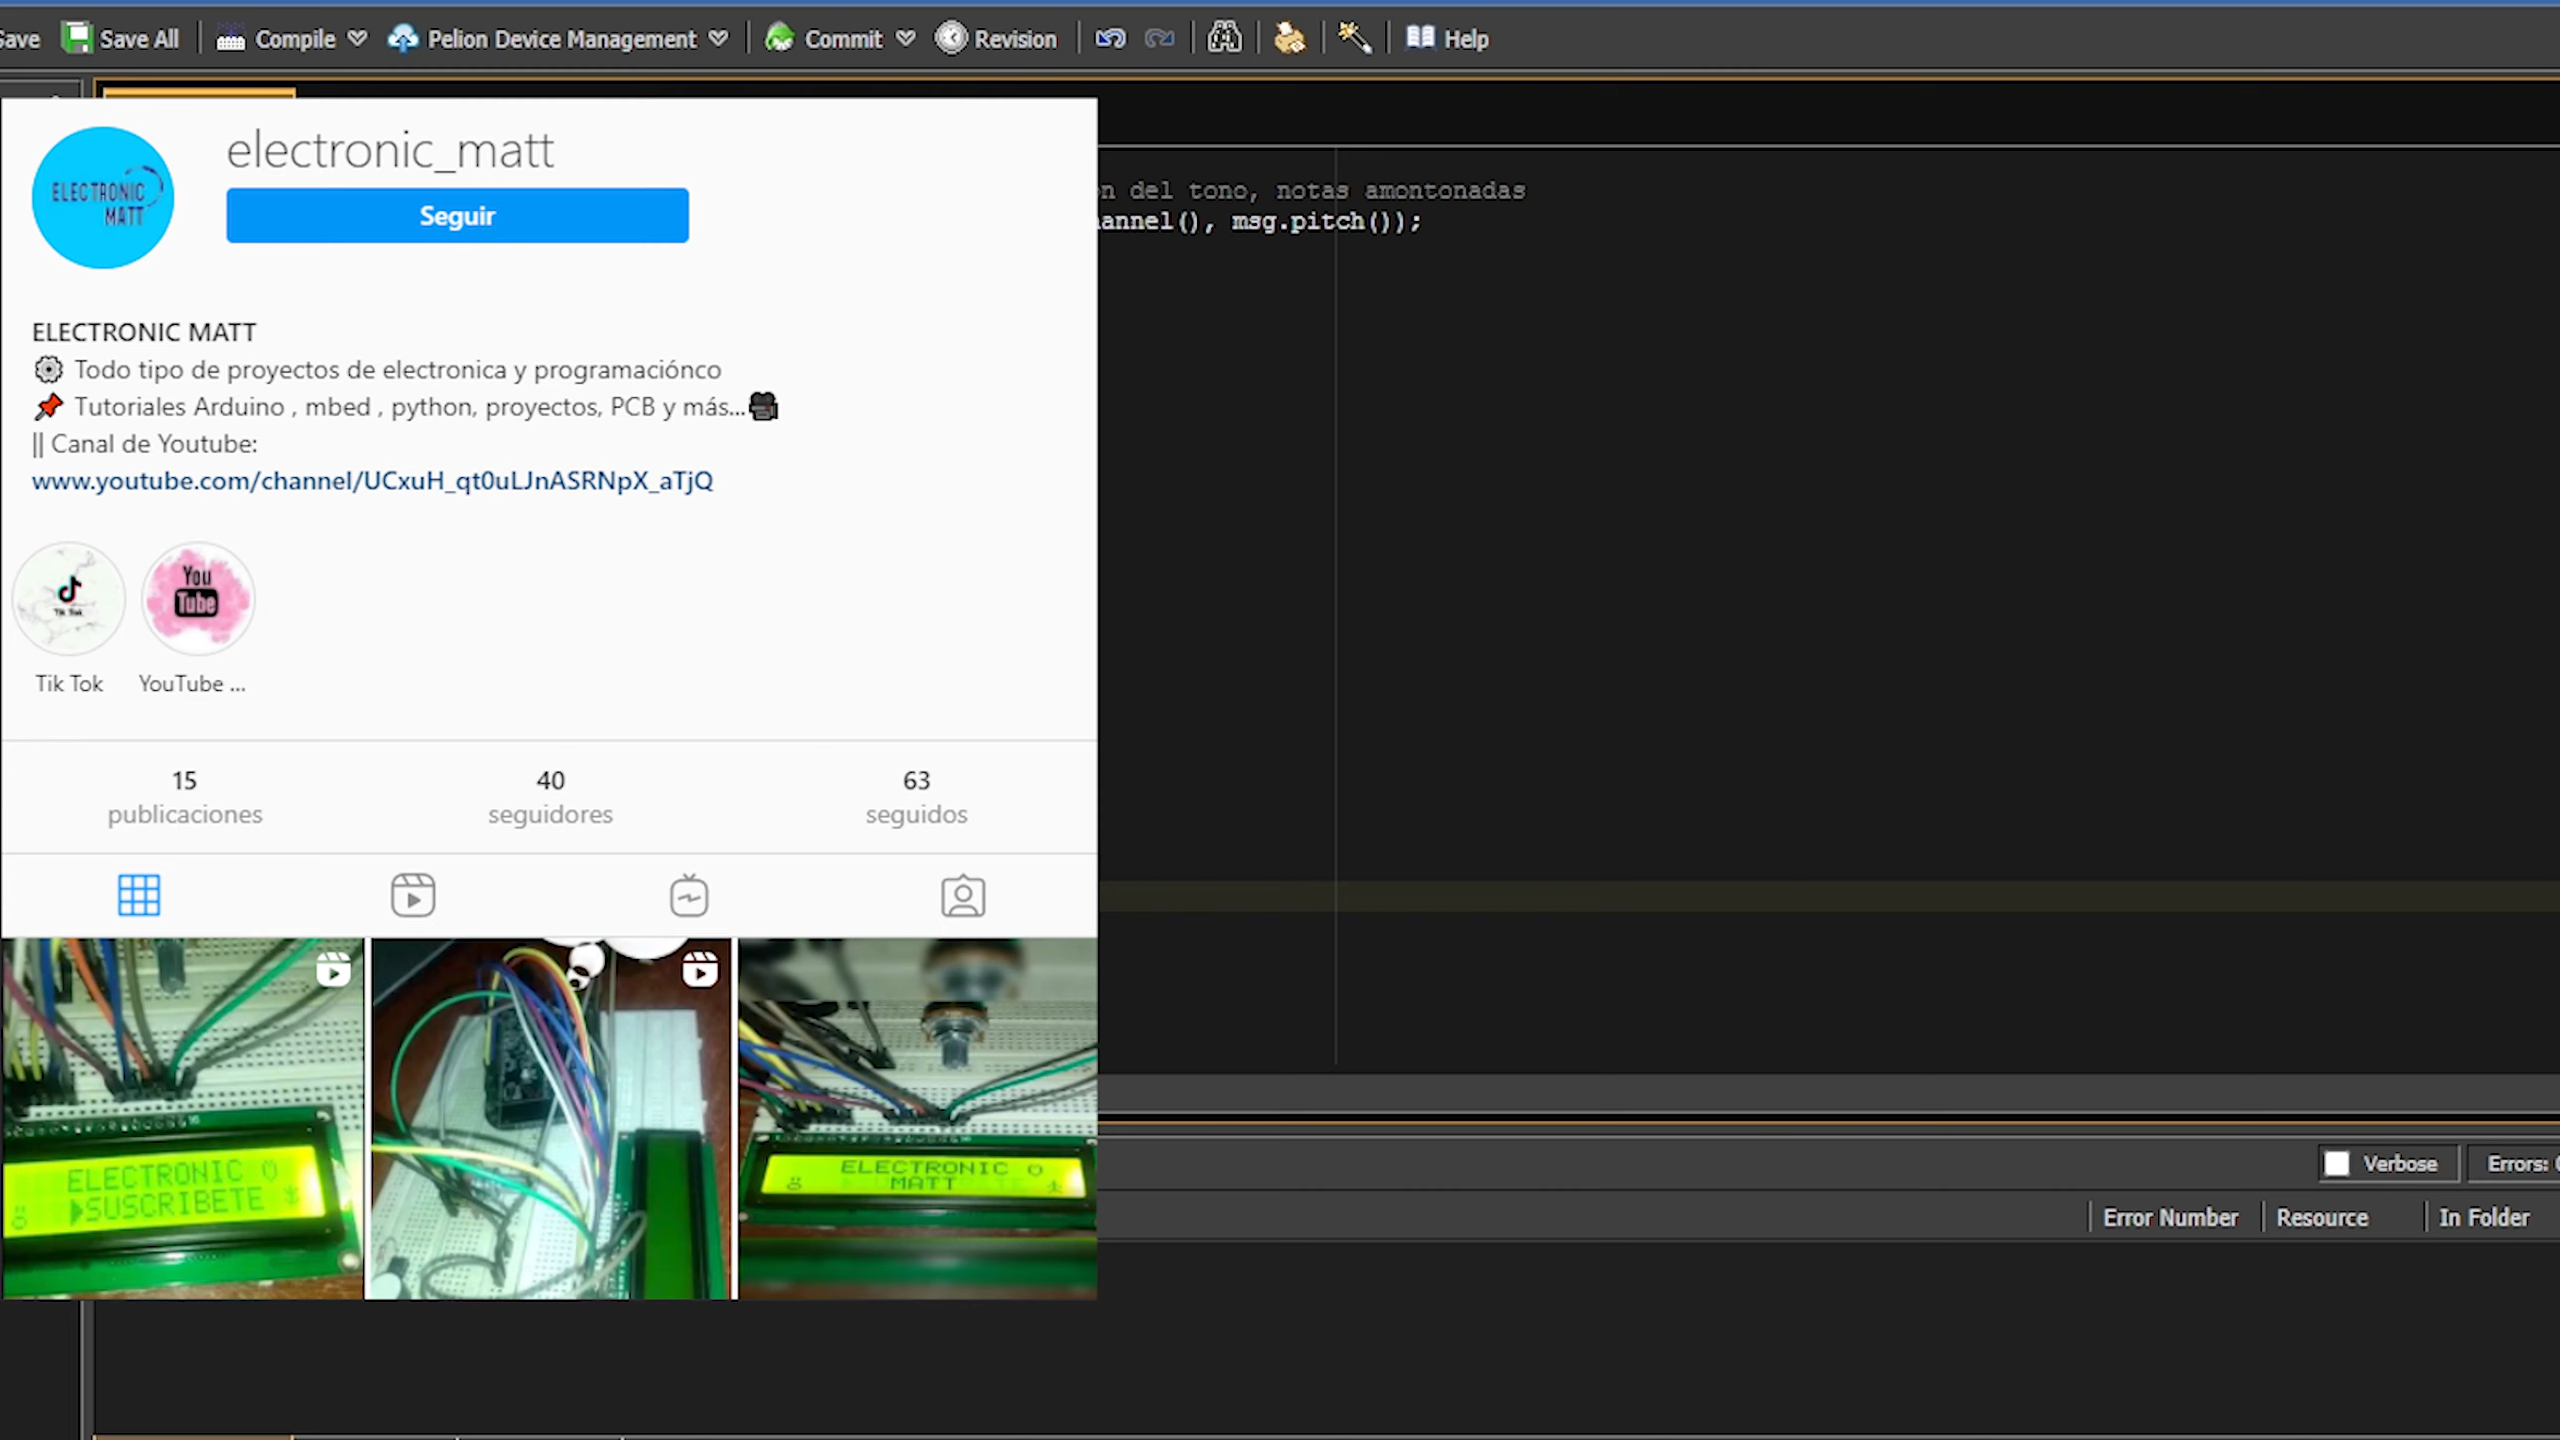 Save
Save All
Compile
Pelion Device Management
Commit
Revision
Help
ELECTRONIC
MATT
electronic_matt
Seguir
ELECTRONIC MATT
Todo tipo de proyectos de electronica y programaciónco
Tutoriales Arduino , mbed , python, proyectos, PCB y más...
|| Canal de Youtube:
www.youtube.com/channel/UCxuH_qt0uLJnASRNpX_aTjQ
Tik Tok
You
Tube
Tik Tok
YouTube ...
15
publicaciones
40
seguidores
63
seguidos
ELECTRONIC
SUSCRIBETE
ELECTRONIC
MATT
n del tono, notas amontonadas
annel(), msg.pitch());
Verbose
Errors:
Error Number
Resource
In Folder